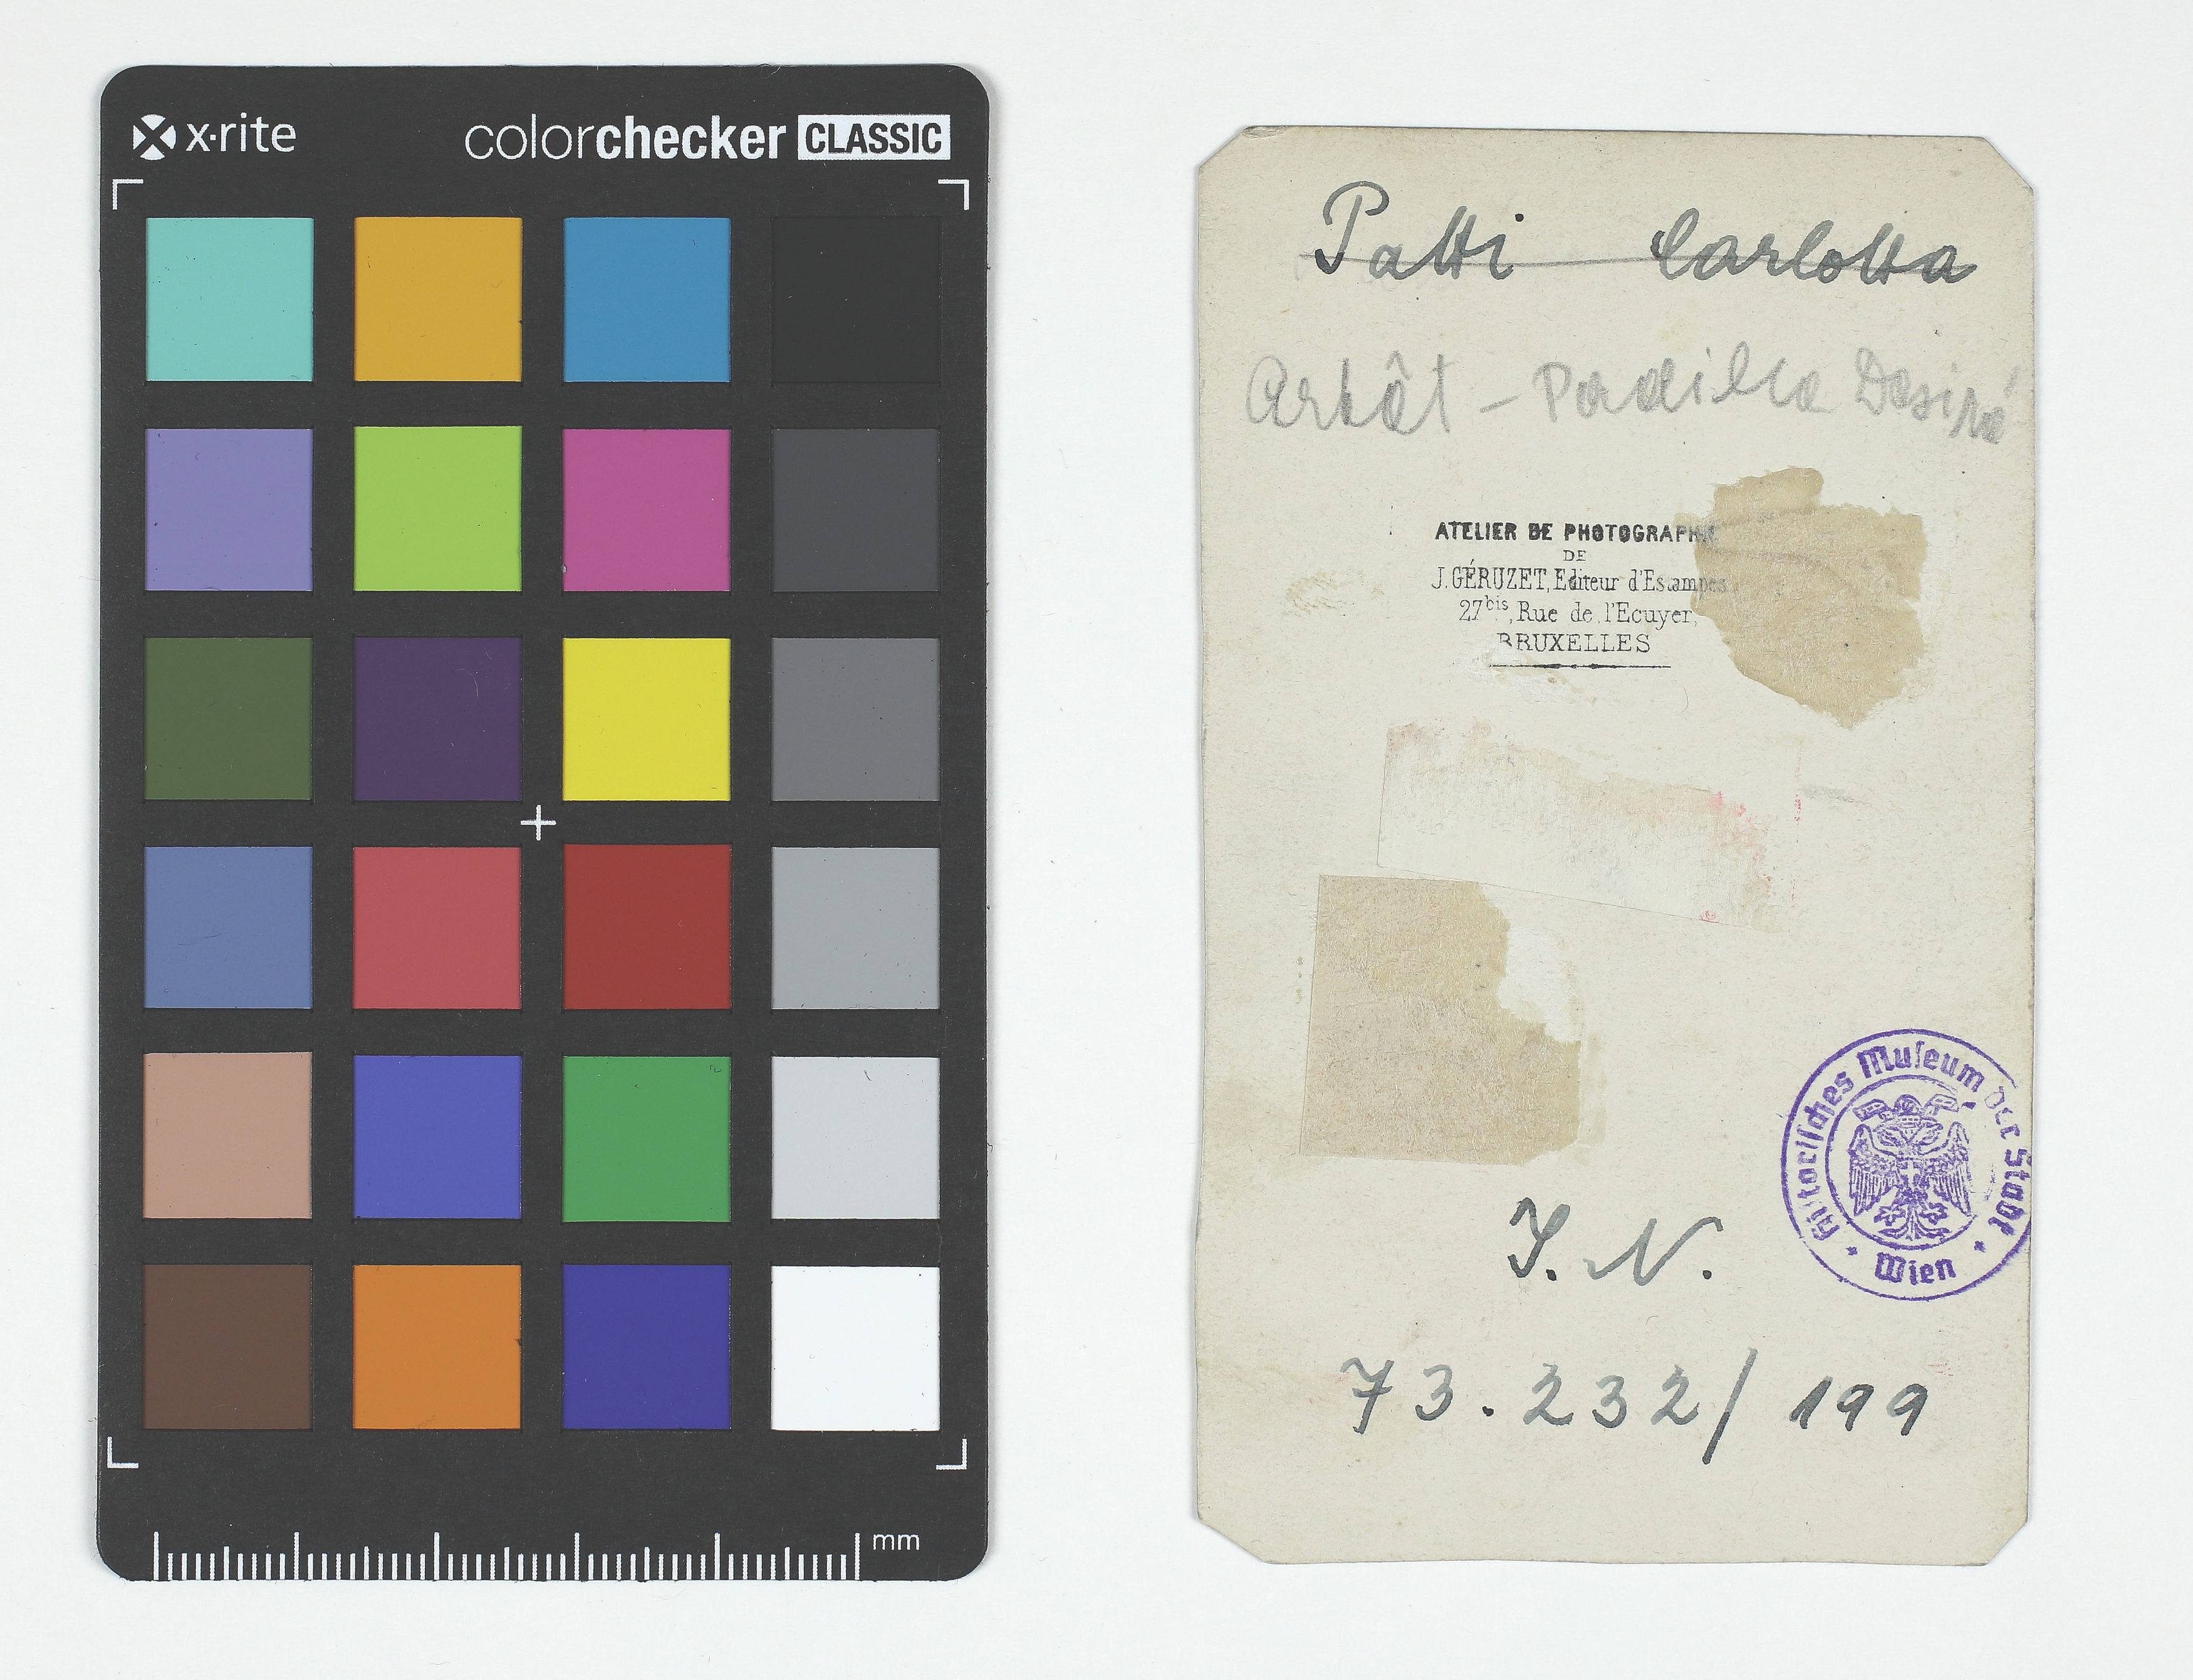 x·rite
colorchecker CLASSIC
mm
Patti Carlotta
Artôt - Padilla Desiré
ATELIER DE PHOTOGRAPHIE
DE
J. GÉRUZET, Editeur d'Estampes
27bis, Rue de l'Ecuyer,
BRUXELLES
Hiſtoriſches Muſeum der Stadt
Wien
J. N.
73.232/199